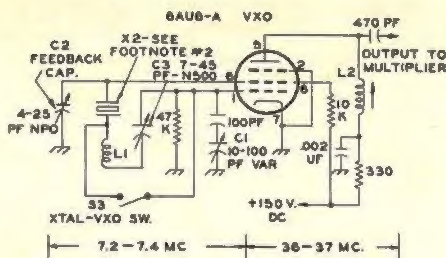 6AU6-A VXO
X2-SEE
FOOTNOTE #2
C2
FEEDBACK
CAP.
C3 7-45
PF-N500
470 PF
OUTPUT TO
MULTIPLIER
L2
5
2
6
1
7
4-25
PF NPO
L1
47
K
100PF
C1
10-100
PF VAR
10
K
.002
UF
330
S3
XTAL-VXO SW.
+150V.
DC
7.2-7.4 MC
36-37 MC.